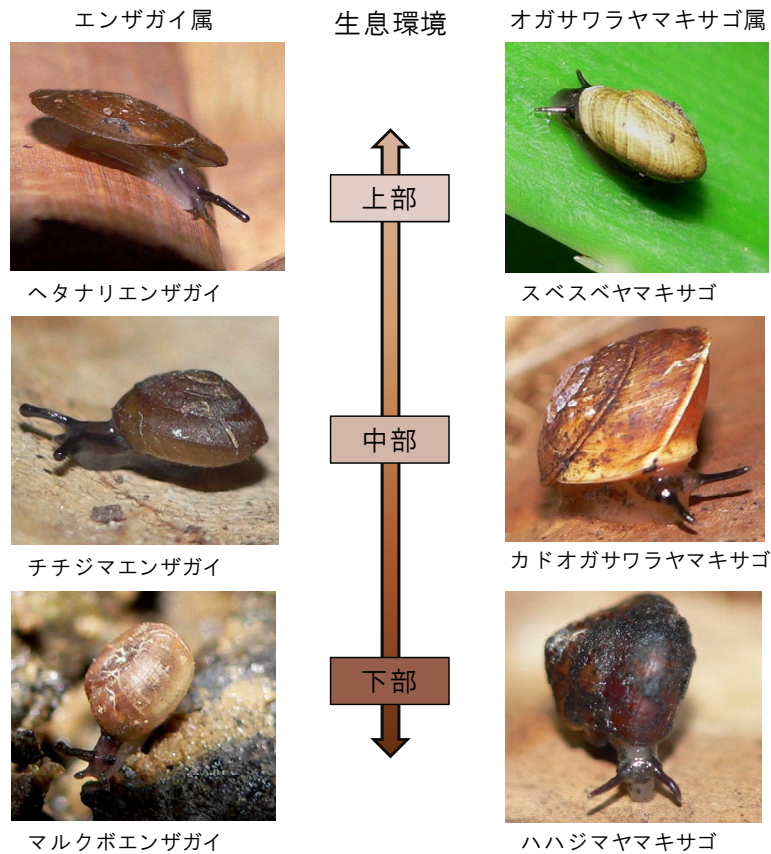 エンザガイ属
生息環境
オガサワラヤマキサゴ属
上部
ヘタナリエンザガイ
スベスベヤマキサゴ
中部
チチジマエンザガイ
カドオガサワラヤマキサゴ
下部
マルクボエンザガイ
ハハジマヤマキサゴ